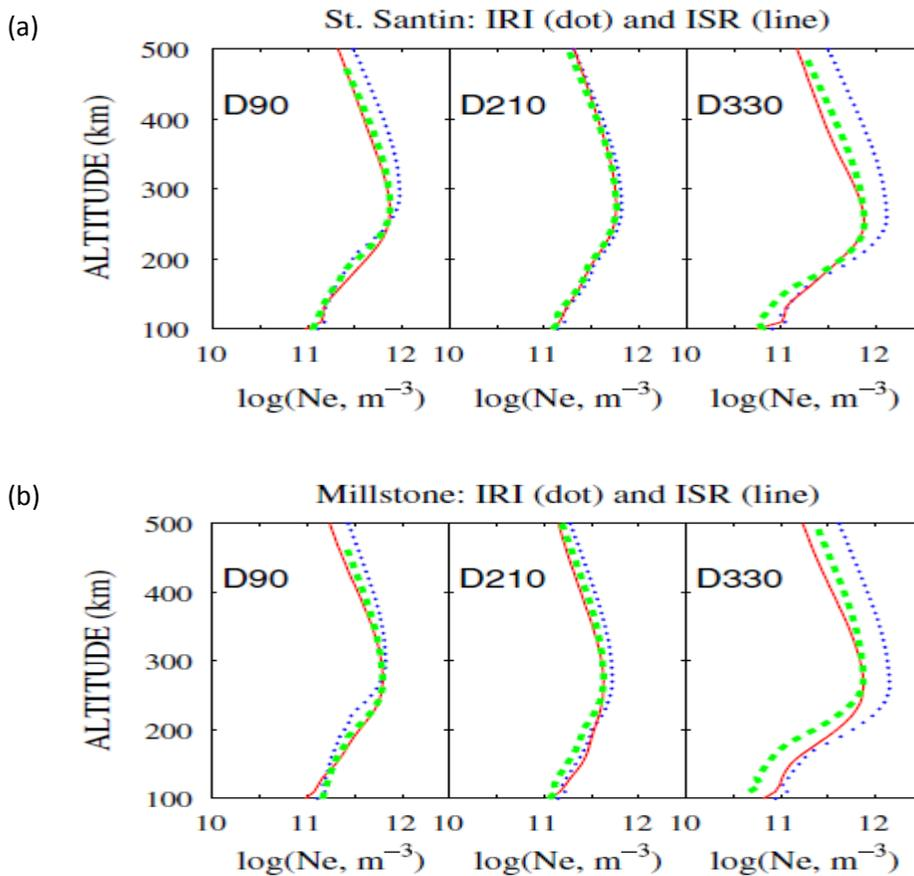 (a)
St. Santin: IRI (dot) and ISR (line)
500
400
300
200
100
ALTITUDE (km)
D90
D210
D330
10 11 12 10 11 12 10 11 12
log(Ne, m⁻³) log(Ne, m⁻³) log(Ne, m⁻³)
(b)
Millstone: IRI (dot) and ISR (line)
500
400
300
200
100
ALTITUDE (km)
D90
D210
D330
10 11 12 10 11 12 10 11 12
log(Ne, m⁻³) log(Ne, m⁻³) log(Ne, m⁻³)